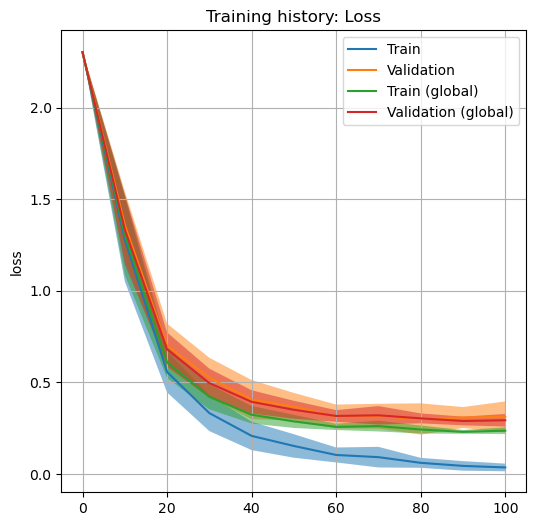 Training history: Loss
Train
Validation
Train (global)
Validation (global)
loss
2.0
1.5
1.0
0.5
0.0
0 20 40 60 80 100